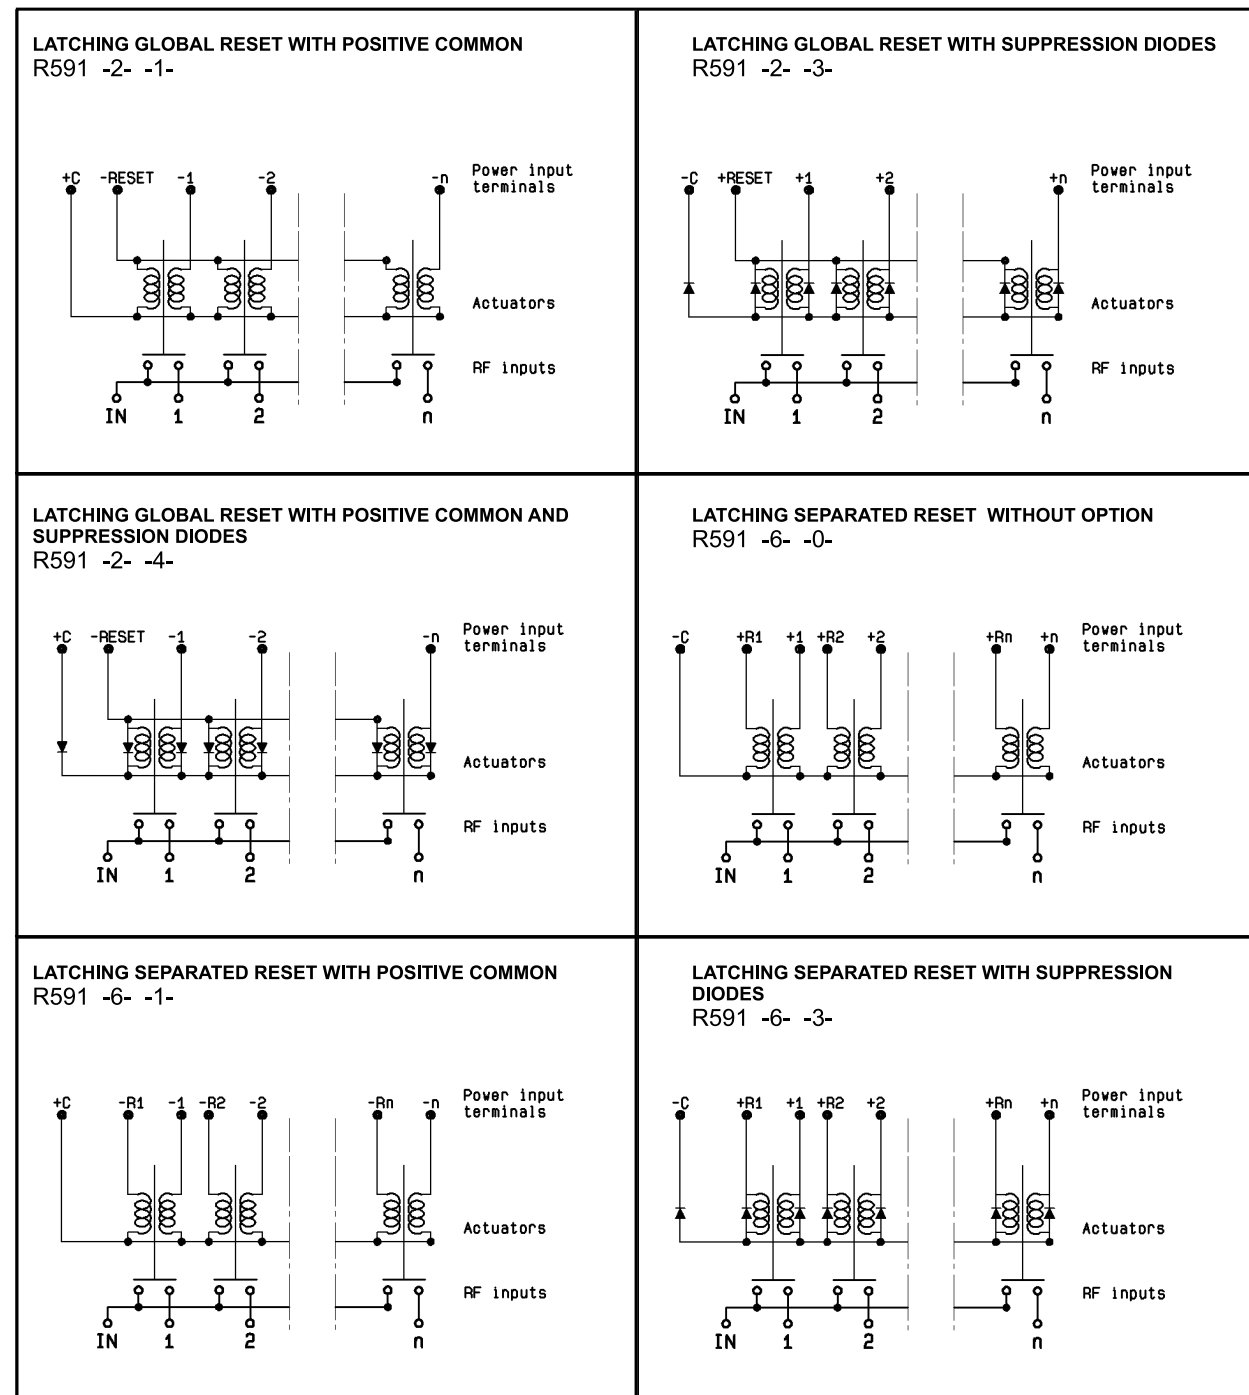 LATCHING GLOBAL RESET WITH POSITIVE COMMON
R591 -2- -1-
+C -RESET -1 -2 -n
Power input
terminals
Actuators
RF inputs
IN 1 2 n
LATCHING GLOBAL RESET WITH SUPPRESSION DIODES
R591 -2- -3-
-C +RESET +1 +2 +n
Power input
terminals
Actuators
RF inputs
IN 1 2 n
LATCHING GLOBAL RESET WITH POSITIVE COMMON AND
SUPPRESSION DIODES
R591 -2- -4-
+C -RESET -1 -2 -n
Power input
terminals
Actuators
RF inputs
IN 1 2 n
LATCHING SEPARATED RESET WITHOUT OPTION
R591 -6- -0-
-C +R1 +1 +R2 +2 +Rn +n
Power input
terminals
Actuators
RF inputs
IN 1 2 n
LATCHING SEPARATED RESET WITH POSITIVE COMMON
R591 -6- -1-
+C -R1 -1 -R2 -2 -Rn -n
Power input
terminals
Actuators
RF inputs
IN 1 2 n
LATCHING SEPARATED RESET WITH SUPPRESSION
DIODES
R591 -6- -3-
-C +R1 +1 +R2 +2 +Rn +n
Power input
terminals
Actuators
RF inputs
IN 1 2 n